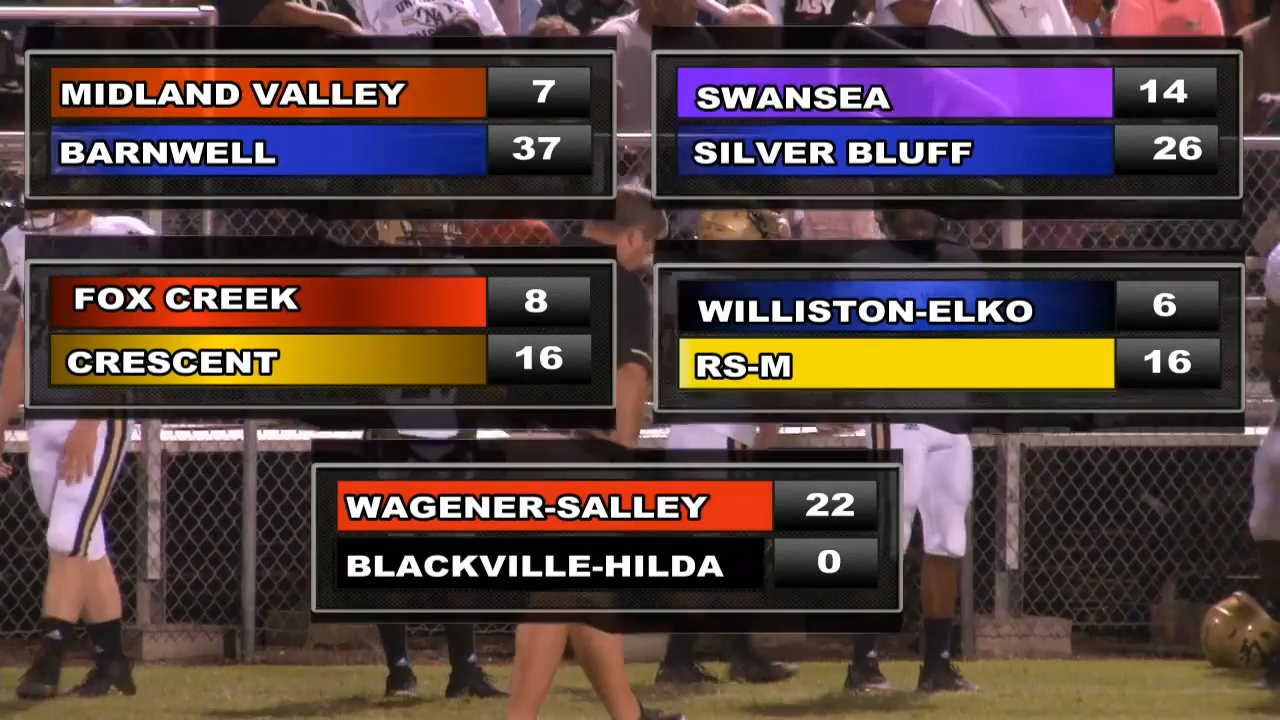 MIDLAND VALLEY 7
BARNWELL 37
SWANSEA 14
SILVER BLUFF 26
FOX CREEK 8
CRESCENT 16
WILLISTON-ELKO 6
RS-M 16
WAGENER-SALLEY 22
BLACKVILLE-HILDA 0